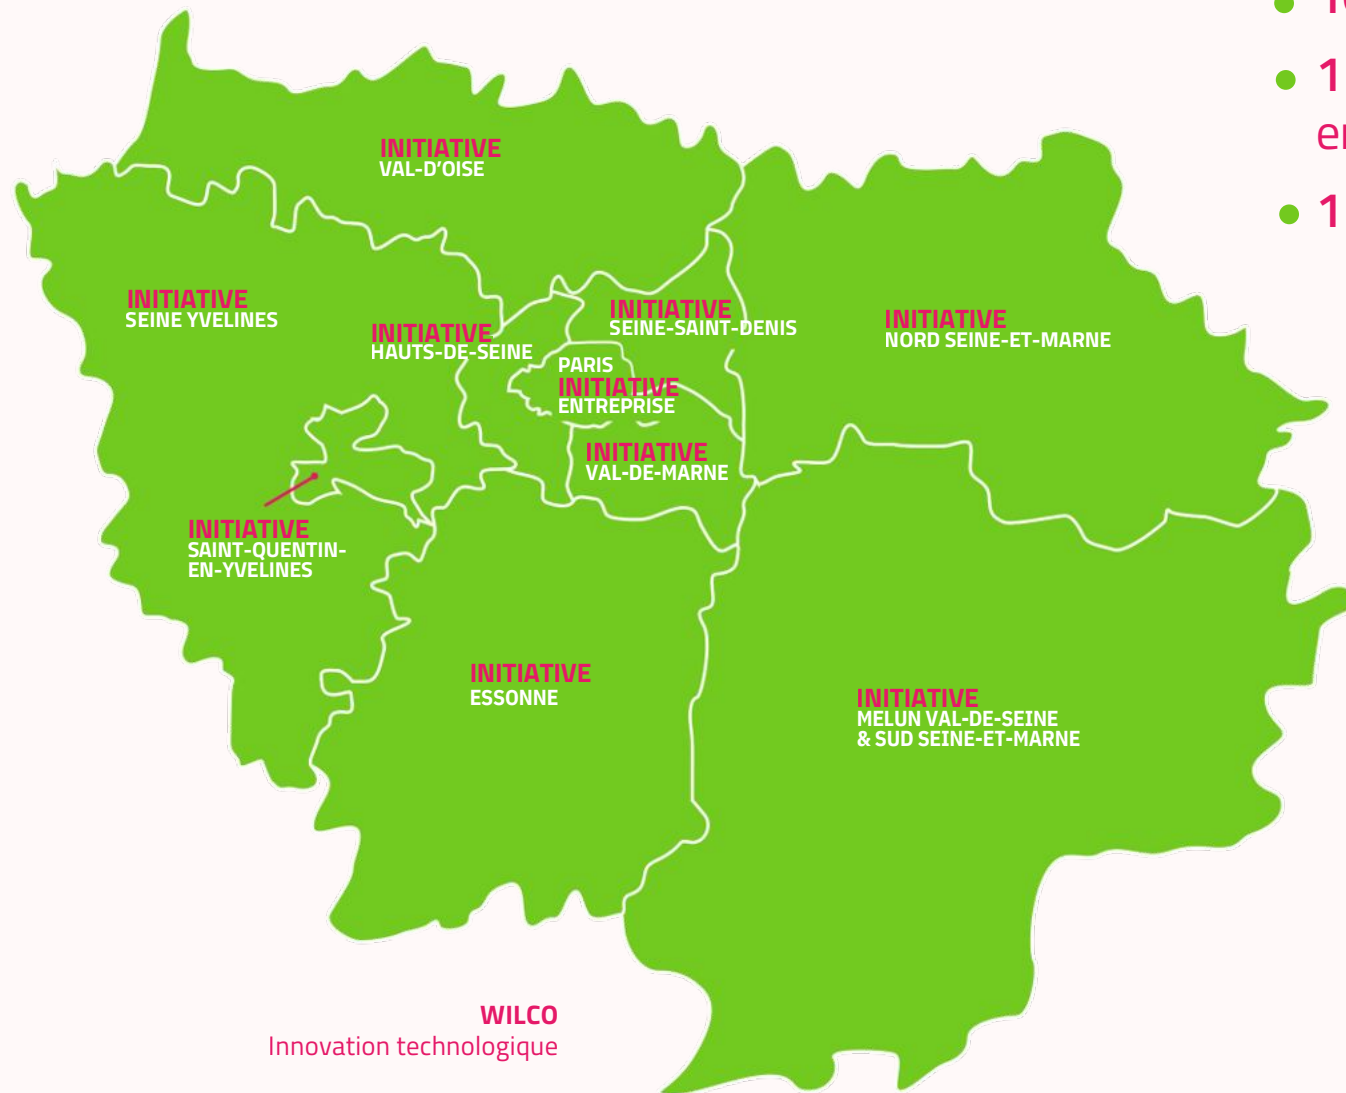 INITIATIVE
VAL-D'OISE
INITIATIVE
SEINE YVELINES
INITIATIVE
HAUTS-DE-SEINE
INITIATIVE
SEINE-SAINT-DENIS
INITIATIVE
NORD SEINE-ET-MARNE
PARIS
INITIATIVE
ENTREPRISE
INITIATIVE
VAL-DE-MARNE
INITIATIVE
SAINT-QUENTIN-
EN-YVELINES
INITIATIVE
ESSONNE
INITIATIVE
MELUN VAL-DE-SEINE
& SUD SEINE-ET-MARNE
WILCO
Innovation technologique
• 1
• 1